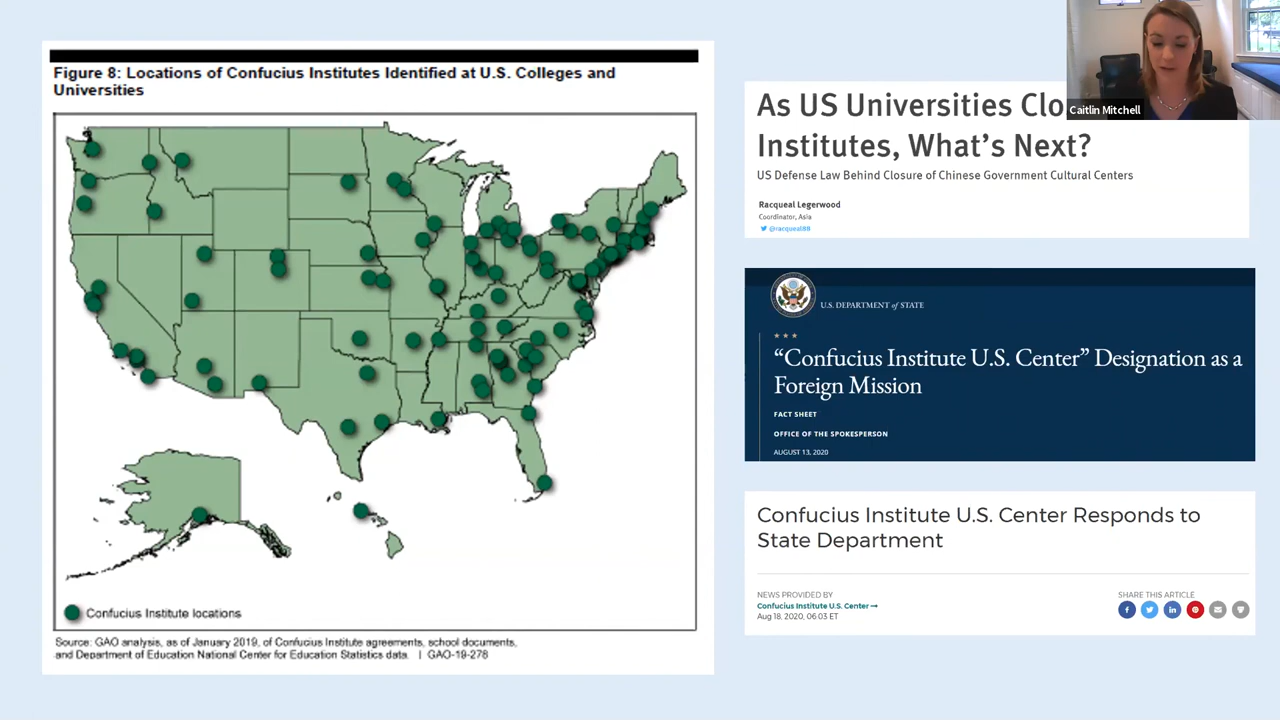 Figure 8: Locations of Confucius Institutes Identified at U.S. Colleges and
Universities
Confucius Institute locations
Source: GAO analysis, as of January 2019, of Confucius Institute agreements, school documents,
and Department of Education National Center for Education Statistics data. | GAO-19-278
Caitlin Mitchell
As US Universities Clo
Institutes, What's Next?
US Defense Law Behind Closure of Chinese Government Cultural Centers
Racqueal Legerwood
Coordinator, Asia
@racqueal88
U.S. DEPARTMENT of STATE
★ ★ ★
“Confucius Institute U.S. Center” Designation as a
Foreign Mission
FACT SHEET
OFFICE OF THE SPOKESPERSON
AUGUST 13, 2020
Confucius Institute U.S. Center Responds to
State Department
NEWS PROVIDED BY
Confucius Institute U.S. Center →
Aug 18, 2020, 06:03 ET
SHARE THIS ARTICLE